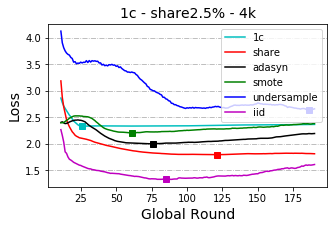 1c - share2.5% - 4k
4.0
3.5
3.0
2.5
2.0
1.5
Loss
1c
share
adasyn
smote
undersample
iid
25 50 75 100 125 150 175
Global Round